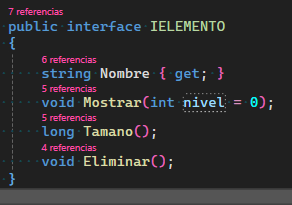 7 referencias
public interface IELEMENTO
{
6 referencias
string Nombre { get; }
5 referencias
void Mostrar(int nivel = 0);
5 referencias
long Tamano();
4 referencias
void Eliminar();
}